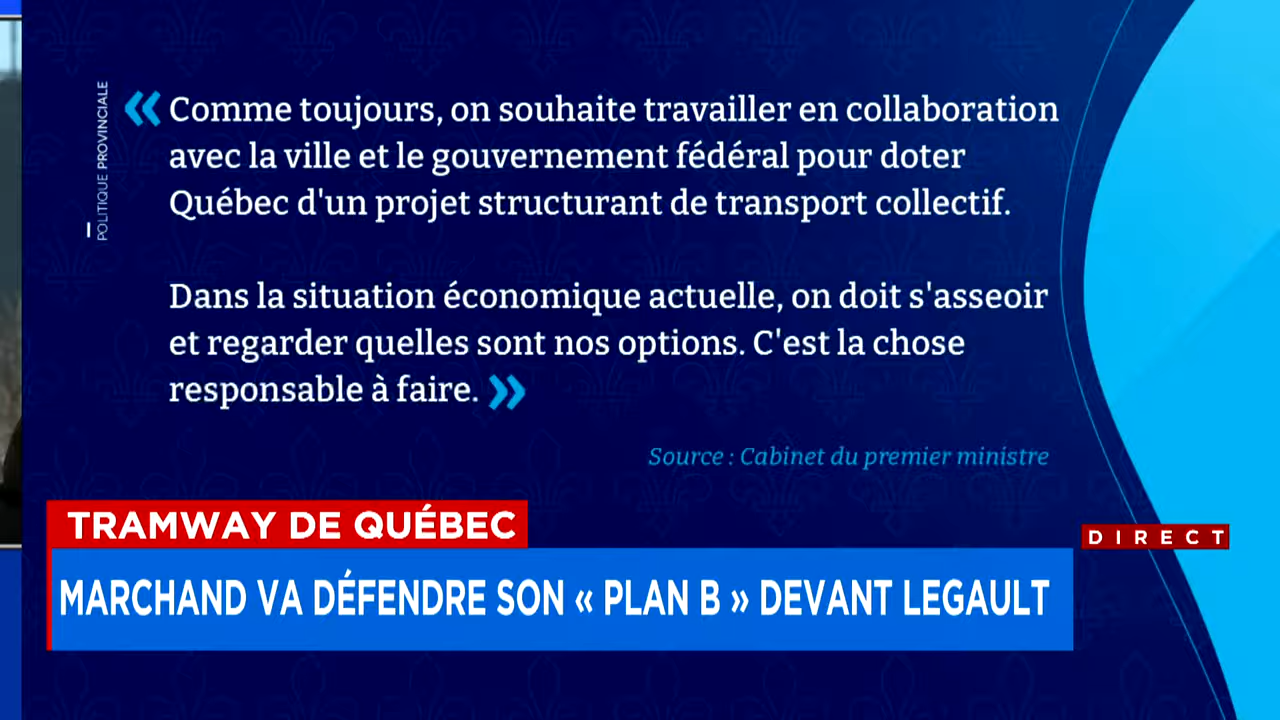 POLITIQUE PROVINCIALE
« Comme toujours, on souhaite travailler en collaboration
avec la ville et le gouvernement fédéral pour doter
Québec d'un projet structurant de transport collectif.
Dans la situation économique actuelle, on doit s'asseoir
et regarder quelles sont nos options. C'est la chose
responsable à faire. »
Source : Cabinet du premier ministre
TRAMWAY DE QUÉBEC
DIRECT
MARCHAND VA DÉFENDRE SON « PLAN B » DEVANT LEGAULT